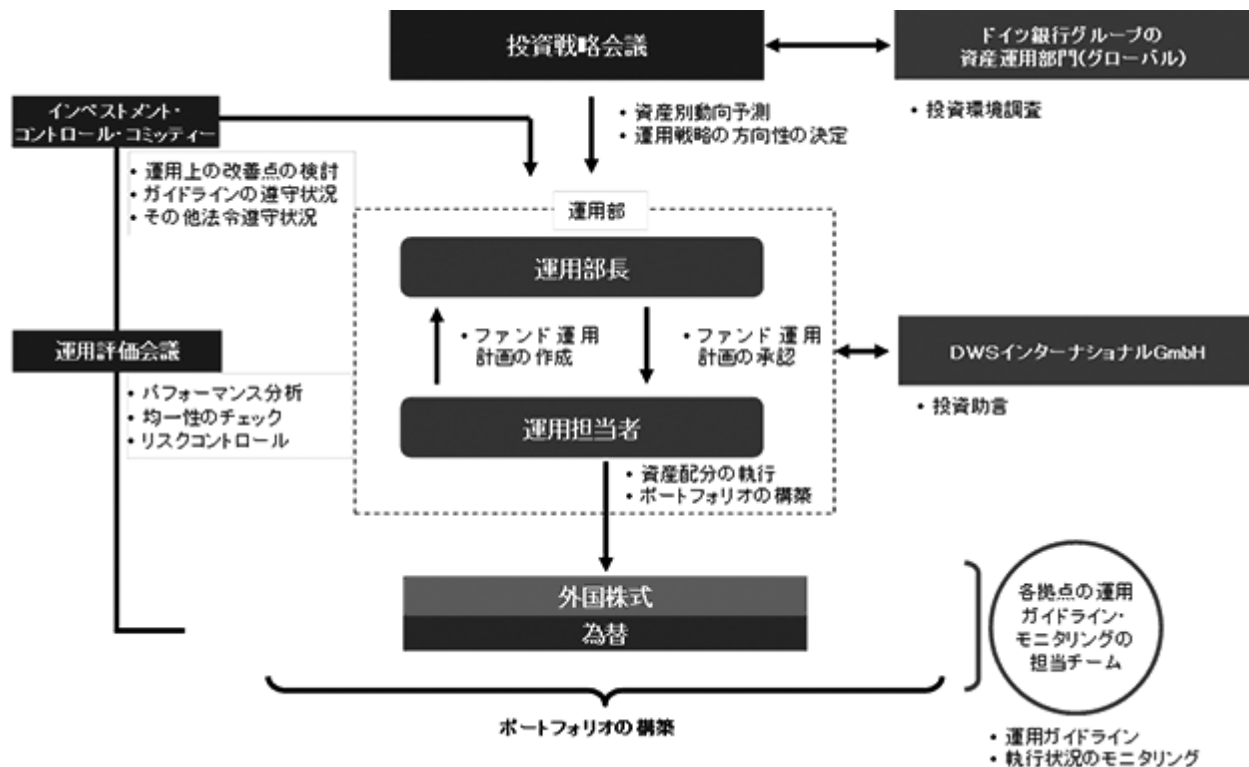 投資戦略会議
ドイツ銀行グループの
資産運用部門(グローバル)
• 投資環境調査
• 資産別動向予測
• 運用戦略の方向性の決定
インベストメント・
コントロール・コミッティー
• 運用上の改善点の検討
• ガイドラインの遵守状況
• その他法令遵守状況
運用部
運用部長
• ファンド運用
計画の作成
• ファンド運用
計画の承認
運用評価会議
• パフォーマンス分析
• 均一性のチェック
• リスクコントロール
DWSインターナショナルGmbH
• 投資助言
運用担当者
• 資産配分の執行
• ポートフォリオの構築
外国株式
為替
各拠点の運用
ガイドライン・
モニタリングの
担当チーム
ポートフォリオの構築
• 運用ガイドライン
• 執行状況のモニタリング